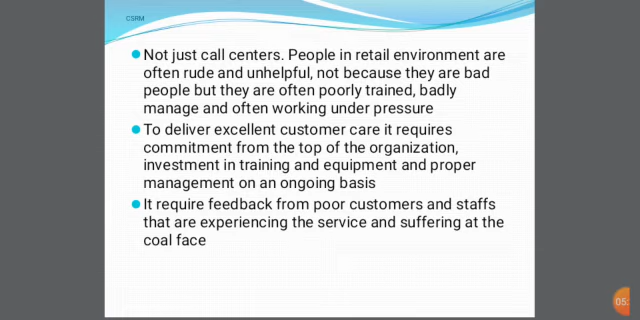 CSRM
Not just call centers. People in retail environment are
often rude and unhelpful, not because they are bad
people but they are often poorly trained, badly
manage and often working under pressure
To deliver excellent customer care it requires
commitment from the top of the organization,
investment in training and equipment and proper
management on an ongoing basis
It require feedback from poor customers and staffs
that are experiencing the service and suffering at the
coal face